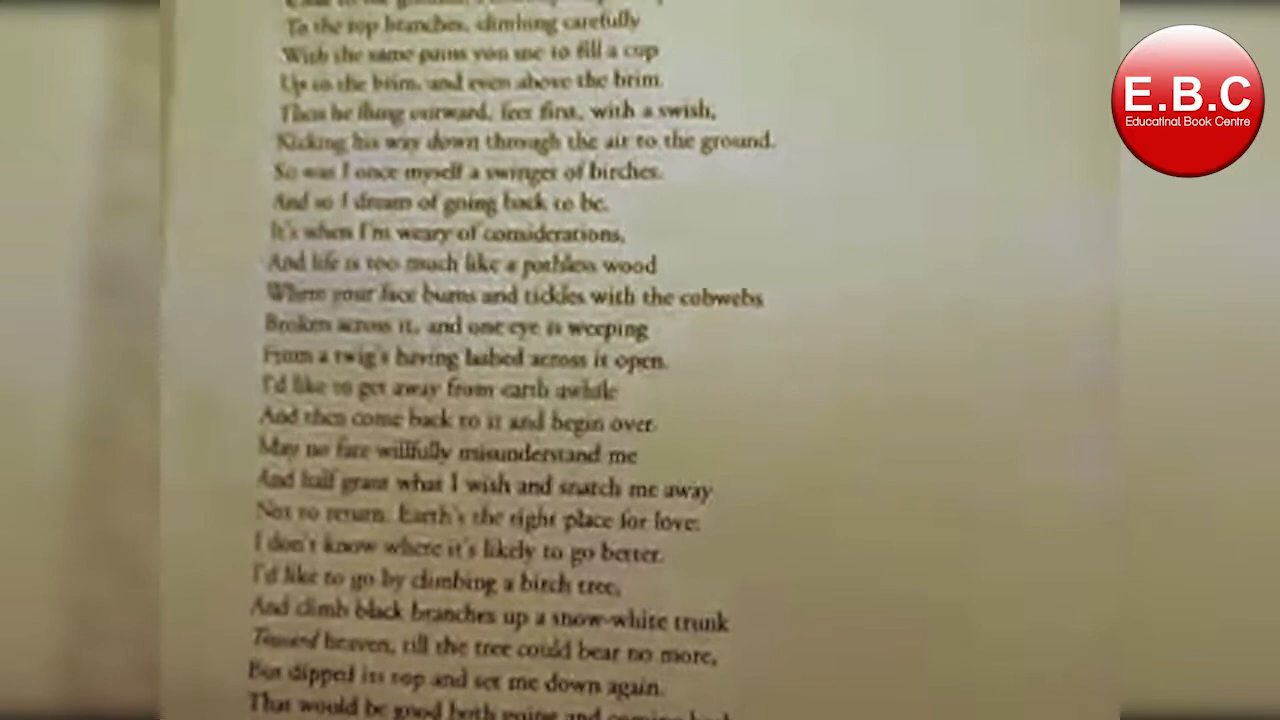 To the top branches, climbing carefully
With the same pains you use to fill a cup
Up to the brim, and even above the brim.
Then he flung outward, feet first, with a swish,
Kicking his way down through the air to the ground.
So was I once myself a swinger of birches.
And so I dream of going back to be.
It's when I'm weary of considerations,
And life is too much like a pathless wood
Where your face burns and tickles with the cobwebs
Broken across it, and one eye is weeping
From a twig's having lashed across it open.
I'd like to get away from earth awhile
And then come back to it and begin over.
May no fate willfully misunderstand me
And half grant what I wish and snatch me away
Not to return. Earth's the right place for love:
I don't know where it's likely to go better.
I'd like to go by climbing a birch tree,
And climb black branches up a snow-white trunk
Toward heaven, till the tree could bear no more,
But dipped its top and set me down again.
That would be good both going and coming back
E.B.C
Educatinal Book Centre